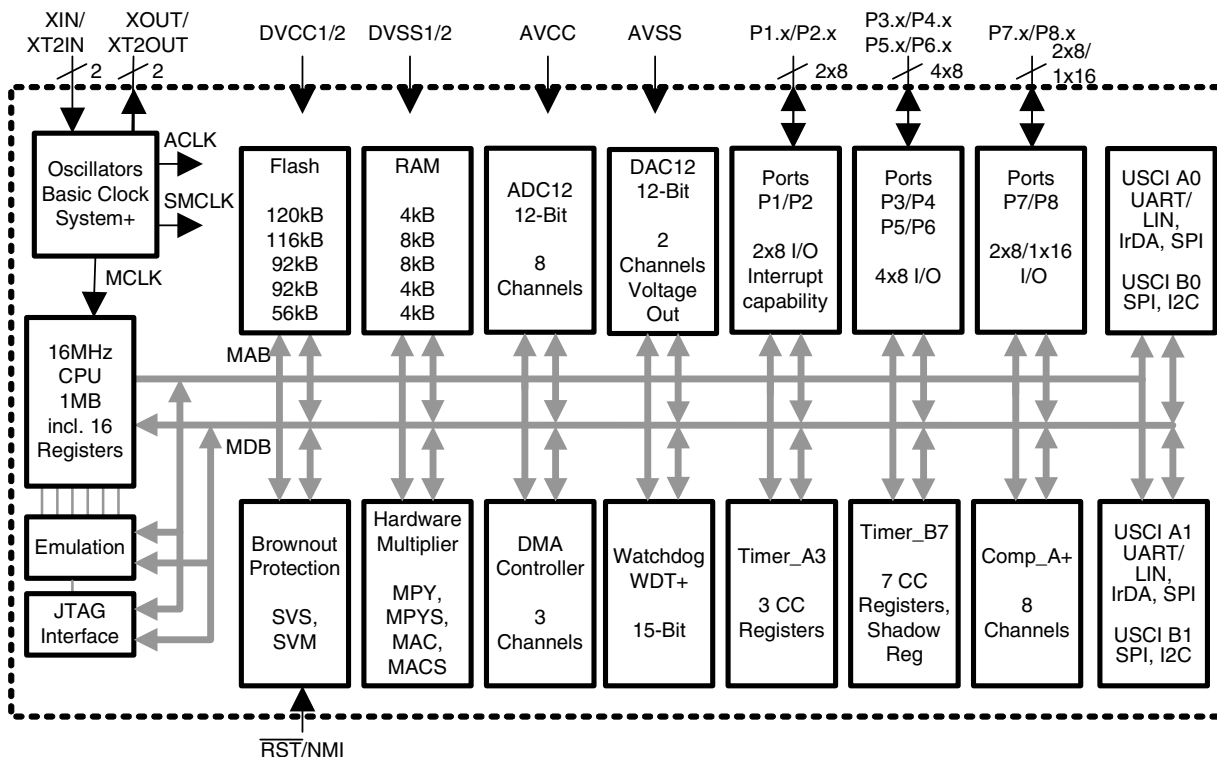 XIN/
XT2IN
XOUT/
XT2OUT
2
2
DVCC1/2
DVSS1/2
AVCC
AVSS
P1.x/P2.x
2x8
P3.x/P4.x
P5.x/P6.x
4x8
P7.x/P8.x
2x8/
1x16
Oscillators
Basic Clock
System+
ACLK
SMCLK
MCLK
Flash
120kB
116kB
92kB
92kB
56kB
RAM
4kB
8kB
8kB
4kB
4kB
ADC12
12-Bit
8
Channels
DAC12
12-Bit
2
Channels
Voltage
Out
Ports
P1/P2
2x8 I/O
Interrupt
capability
Ports
P3/P4
P5/P6
4x8 I/O
Ports
P7/P8
2x8/1x16
I/O
USCI A0
UART/
LIN,
IrDA, SPI
USCI B0
SPI, I2C
16MHz
CPU
1MB
incl. 16
Registers
MAB
MDB
Emulation
JTAG
Interface
Brownout
Protection
SVS,
SVM
Hardware
Multiplier
MPY,
MPYS,
MAC,
MACS
DMA
Controller
3
Channels
Watchdog
WDT+
15-Bit
Timer_A3
3 CC
Registers
Timer_B7
7 CC
Registers,
Shadow
Reg
Comp_A+
8
Channels
USCI A1
UART/
LIN,
IrDA, SPI
USCI B1
SPI, I2C
RST/NMI